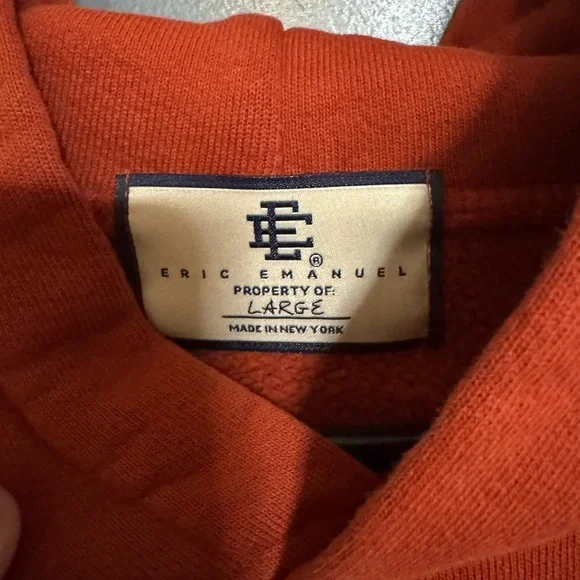 EE
®
ERIC EMANUEL
PROPERTY OF:
LARGE
MADE IN NEW YORK